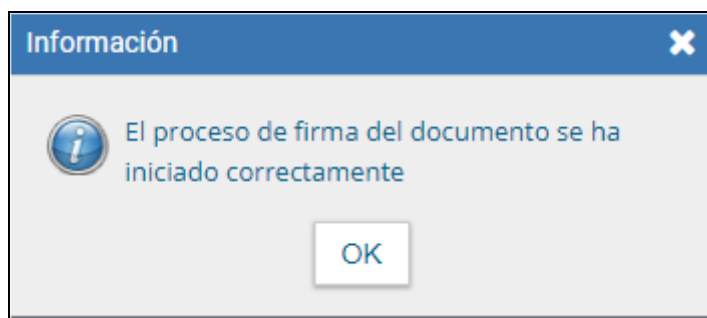 Información
El proceso de firma del documento se ha
iniciado correctamente
OK